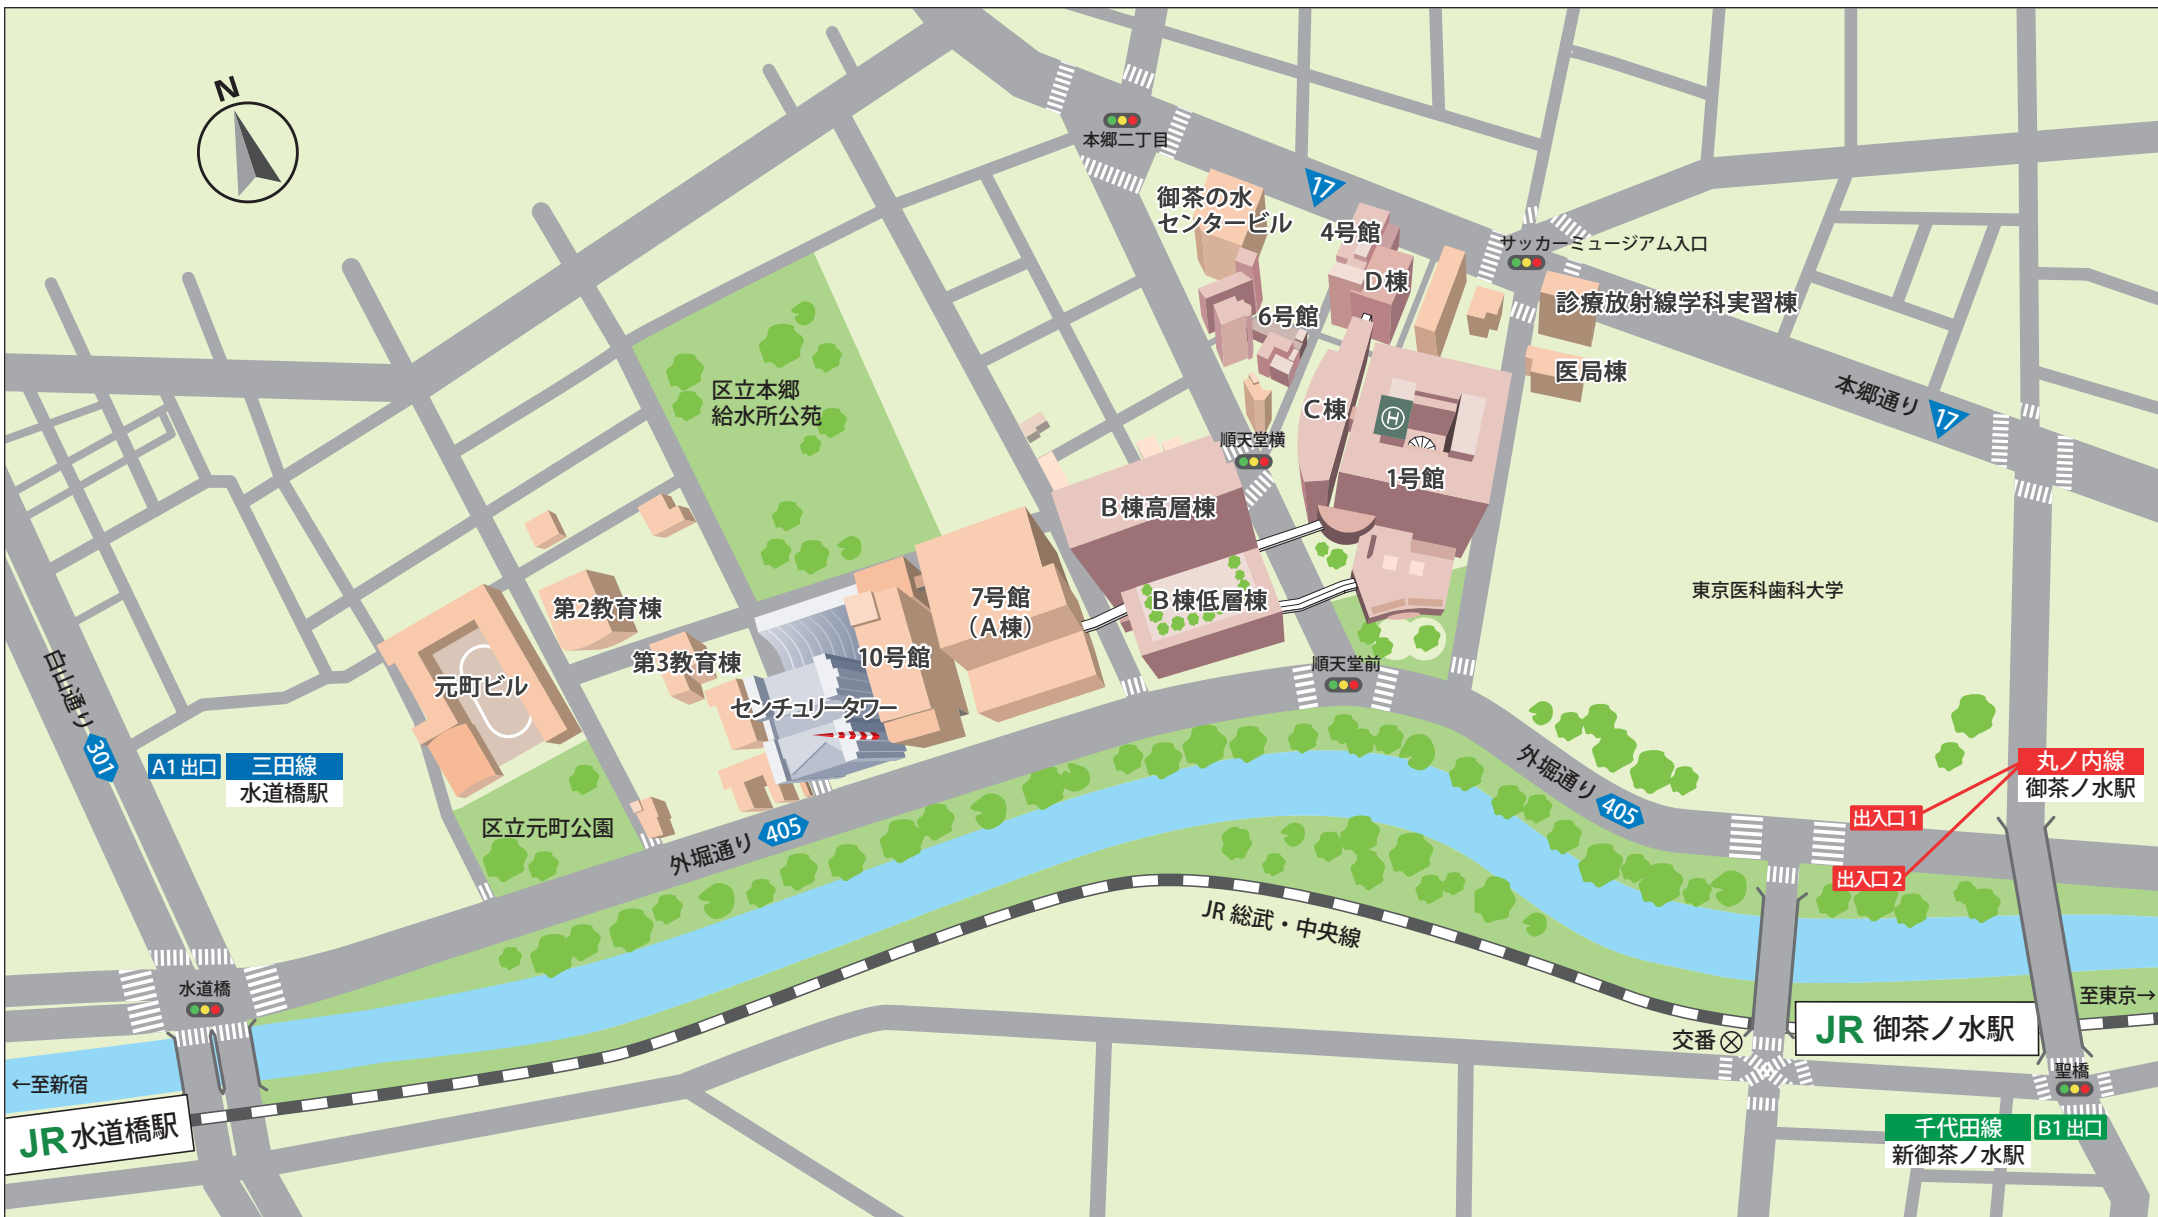 N
本郷二丁目
17
御茶の水
センタービル
4号館
サッカーミュージアム入口
D棟
診療放射線学科実習棟
6号館
医局棟
区立本郷
給水所公苑
C棟
H
本郷通り
17
順天堂横
1号館
B棟高層棟
東京医科歯科大学
7号館
(A棟)
B棟低層棟
第2教育棟
第3教育棟
10号館
順天堂前
元町ビル
センチュリータワー
白山通り
301
A1出口
三田線
水道橋駅
外堀通り
405
丸ノ内線
御茶ノ水駅
出入口1
出入口2
区立元町公園
外堀通り
405
JR 総武・中央線
水道橋
至東京→
JR 御茶ノ水駅
交番
←至新宿
聖橋
JR 水道橋駅
千代田線
新御茶ノ水駅
B1出口